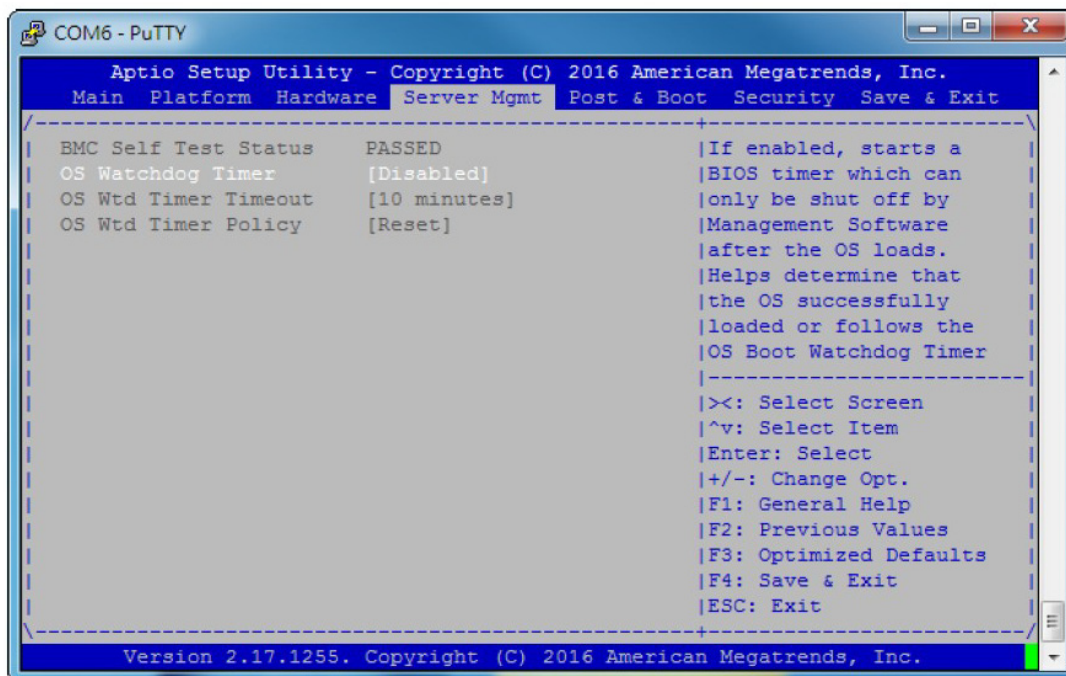 COM6 - PuTTY
Aptio Setup Utility - Copyright (C) 2016 American Megatrends, Inc.
Main Platform Hardware Server Mgmt Post & Boot Security Save & Exit
/----------------------------------------------------+-------------------------\
| BMC Self Test Status PASSED |If enabled, starts a |
| OS Watchdog Timer [Disabled] |BIOS timer which can |
| OS Wtd Timer Timeout [10 minutes] |only be shut off by |
| OS Wtd Timer Policy [Reset] |Management Software |
| |after the OS loads. |
| |Helps determine that |
| |the OS successfully |
| |loaded or follows the |
| |OS Boot Watchdog Timer |
| |-------------------------|
| |><: Select Screen |
| |^v: Select Item |
| |Enter: Select |
| |+/-: Change Opt. |
| |F1: General Help |
| |F2: Previous Values |
| |F3: Optimized Defaults |
| |F4: Save & Exit |
| |ESC: Exit |
\----------------------------------------------------+-------------------------/
Version 2.17.1255. Copyright (C) 2016 American Megatrends, Inc.